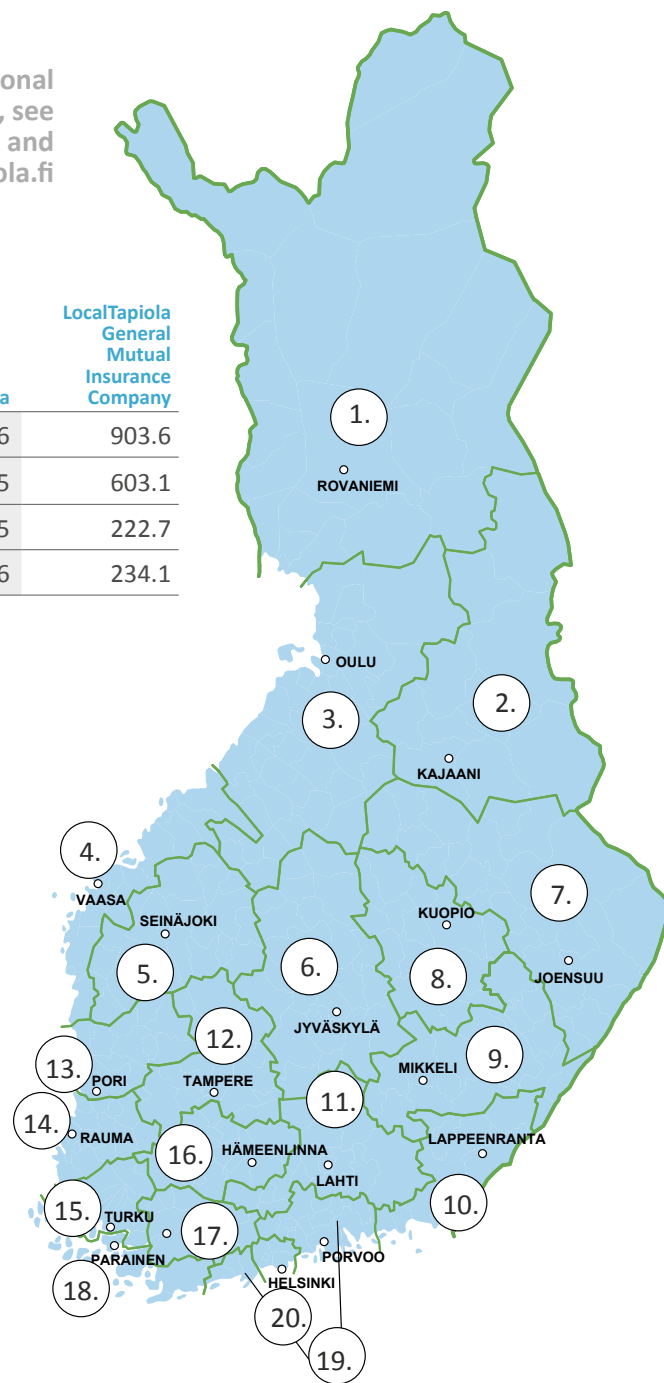 onal
, see
and
ola.fi
LocalTapiola
General
Mutual
Insurance
a Company
6 903.6
5 603.1
5 222.7
6 234.1
1.
ROVANIEMI
OULU
2.
3.
KAJAANI
4.
VAASA
7.
SEINÄJOKI
KUOPIO
5.
6.
8.
JOENSUU
JYVÄSKYLÄ
12.
9.
13.
PORI
TAMPERE
MIKKELI
11.
14.
RAUMA
16.
HÄMEENLINNA
LAPPEENRANTA
LAHTI
10.
15.
TURKU
17.
PARAINEN
PORVOO
18.
HELSINKI
20.
19.